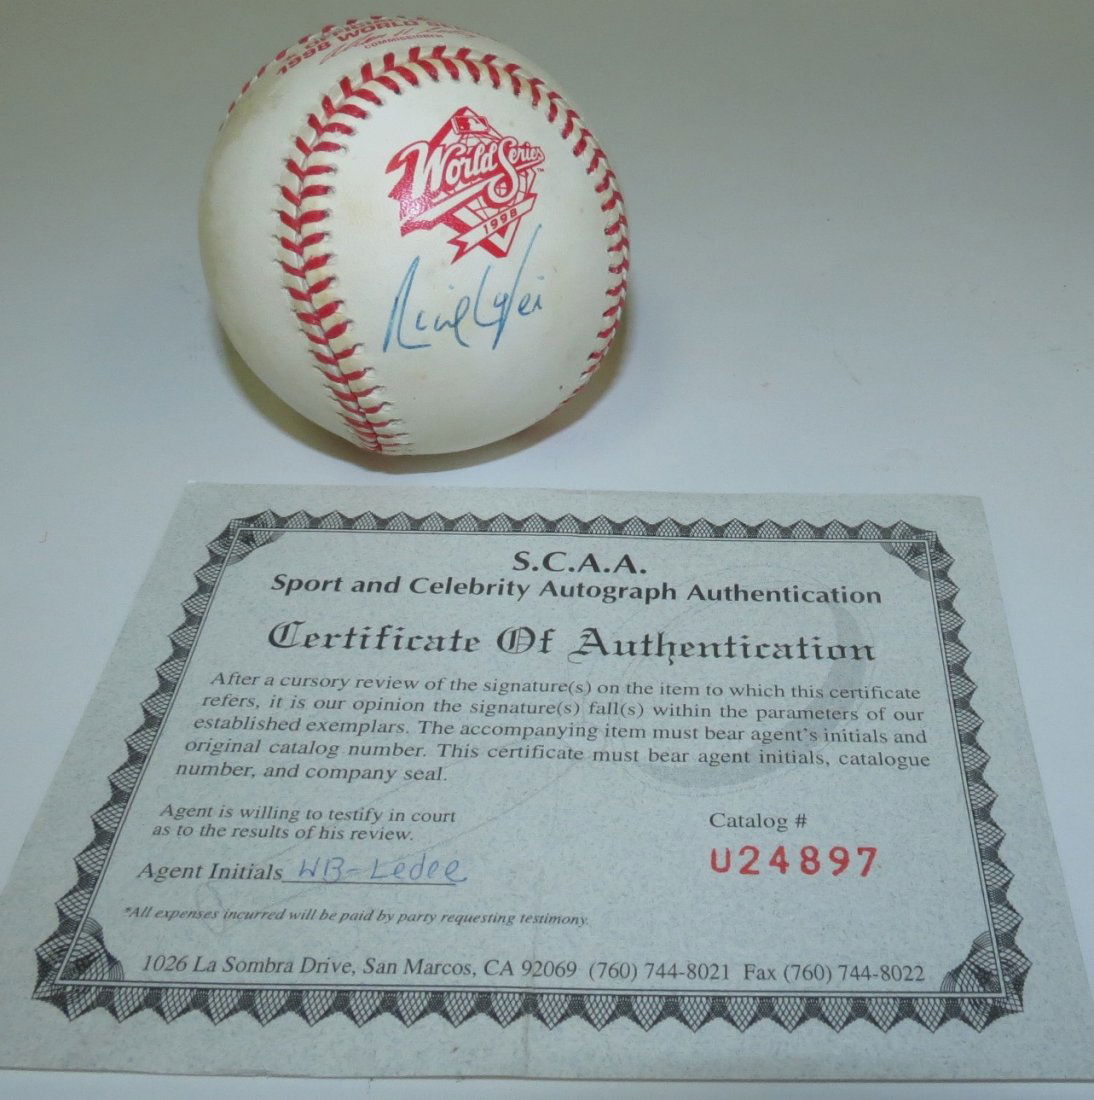 OFFICIAL
1998 WORLD SE
COMMISSIONER
World Series
TM
1998
S.C.A.A.
Sport and Celebrity Autograph Authentication
Certificate Of Authentication
After a cursory review of the signature(s) on the item to which this certificate
refers, it is our opinion the signature(s) fall(s) within the parameters of our
established exemplars. The accompanying item must bear agent's initials and
original catalog number. This certificate must bear agent initials, catalogue
number, and company seal.
Agent is willing to testify in court
as to the results of his review.
Catalog #
U24897
Agent Initials WB-Ledee
*All expenses incurred will be paid by party requesting testimony.
1026 La Sombra Drive, San Marcos, CA 92069 (760) 744-8021 Fax (760) 744-8022